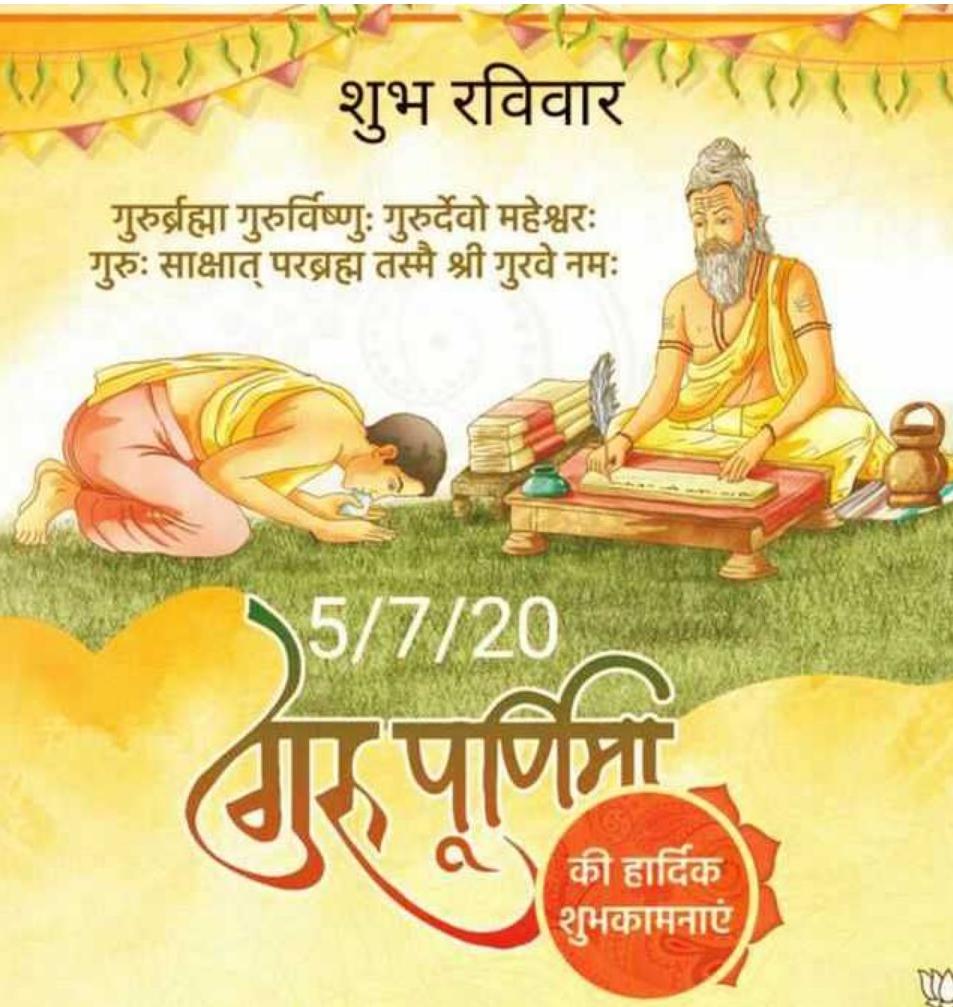 शुभ रविवार
गुरुर्ब्रह्मा गुरुर्विष्णुः गुरुर्देवो महेश्वरः
गुरुः साक्षात् परब्रह्म तस्मै श्री गुरवे नमः
5/7/20
गुरु पूर्णिमा
की हार्दिक
शुभकामनाएं